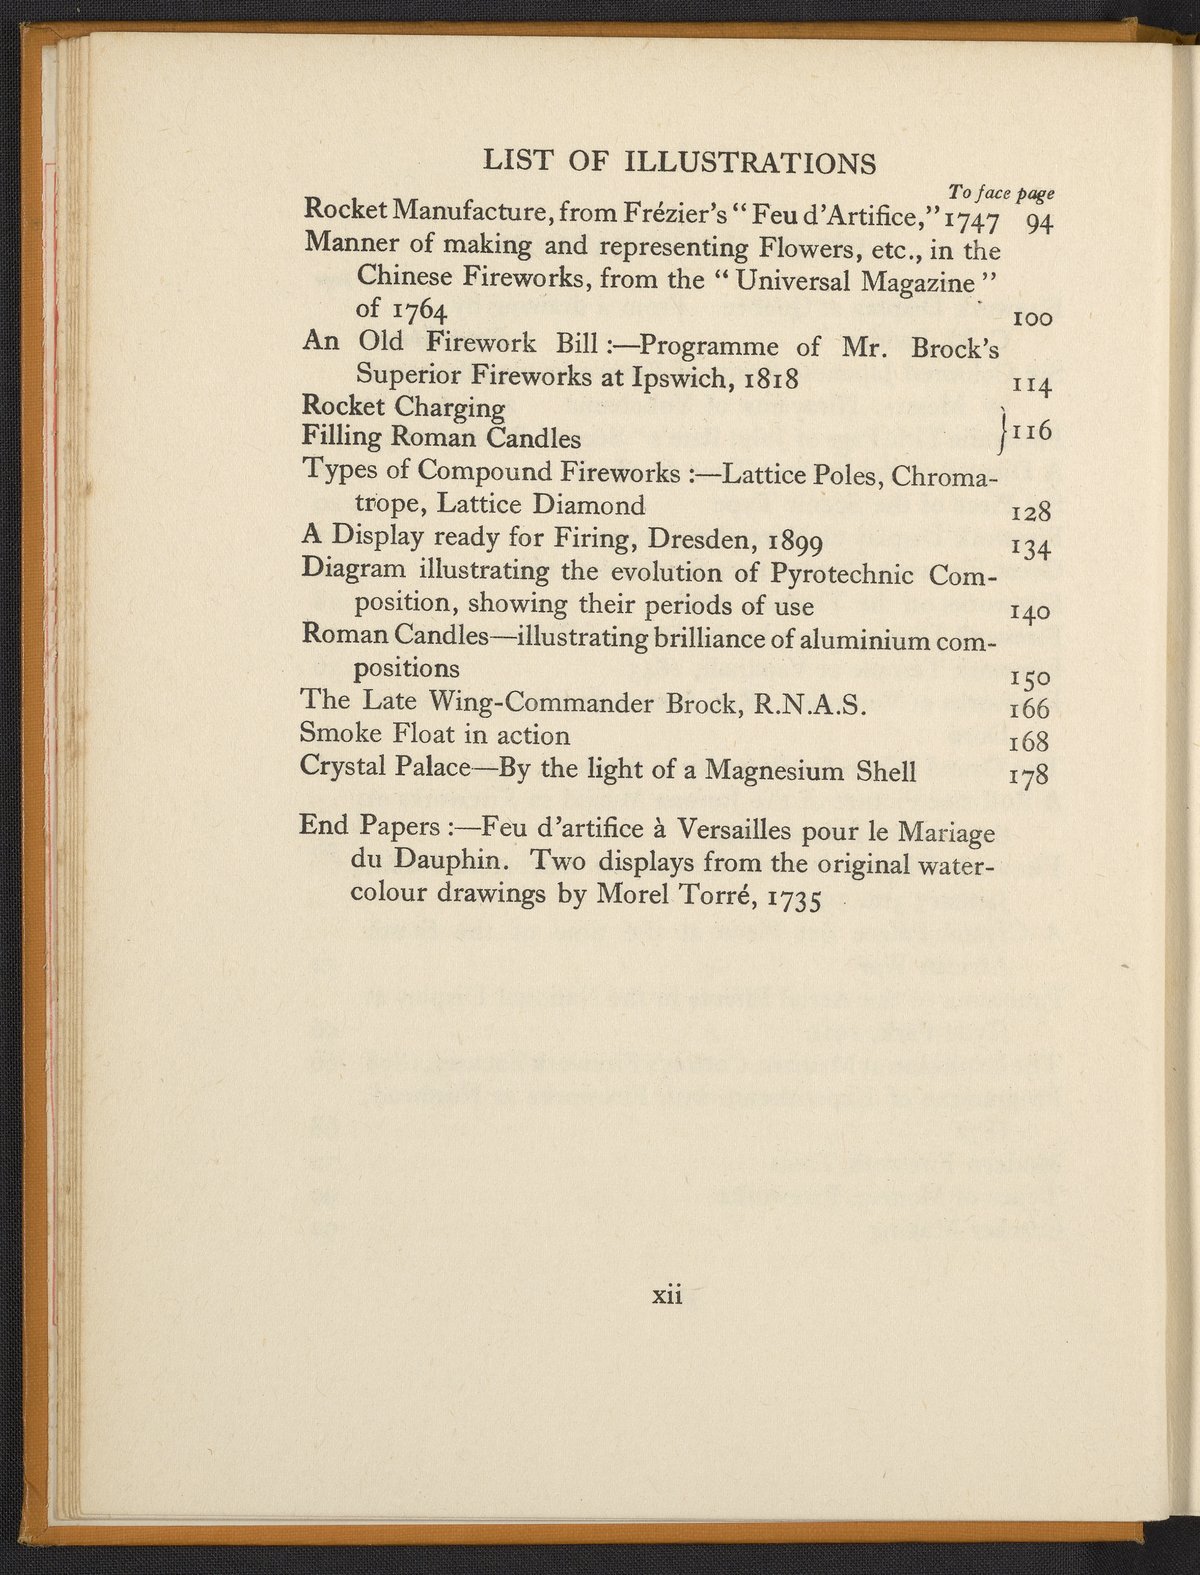 LIST OF ILLUSTRATIONS
To face page
Rocket Manufacture, from Frézier's “ Feu d'Artifice,” 1747 94
Manner of making and representing Flowers, etc., in the
Chinese Fireworks, from the “ Universal Magazine ”
of 1764 100
An Old Firework Bill :—Programme of Mr. Brock's
Superior Fireworks at Ipswich, 1818 114
Rocket Charging
Filling Roman Candles }116
Types of Compound Fireworks :—Lattice Poles, Chroma-
trope, Lattice Diamond 128
A Display ready for Firing, Dresden, 1899 134
Diagram illustrating the evolution of Pyrotechnic Com-
position, showing their periods of use 140
Roman Candles—illustrating brilliance of aluminium com-
positions 150
The Late Wing-Commander Brock, R.N.A.S. 166
Smoke Float in action 168
Crystal Palace—By the light of a Magnesium Shell 178
End Papers :—Feu d'artifice à Versailles pour le Mariage
du Dauphin. Two displays from the original water-
colour drawings by Morel Torré, 1735
xii